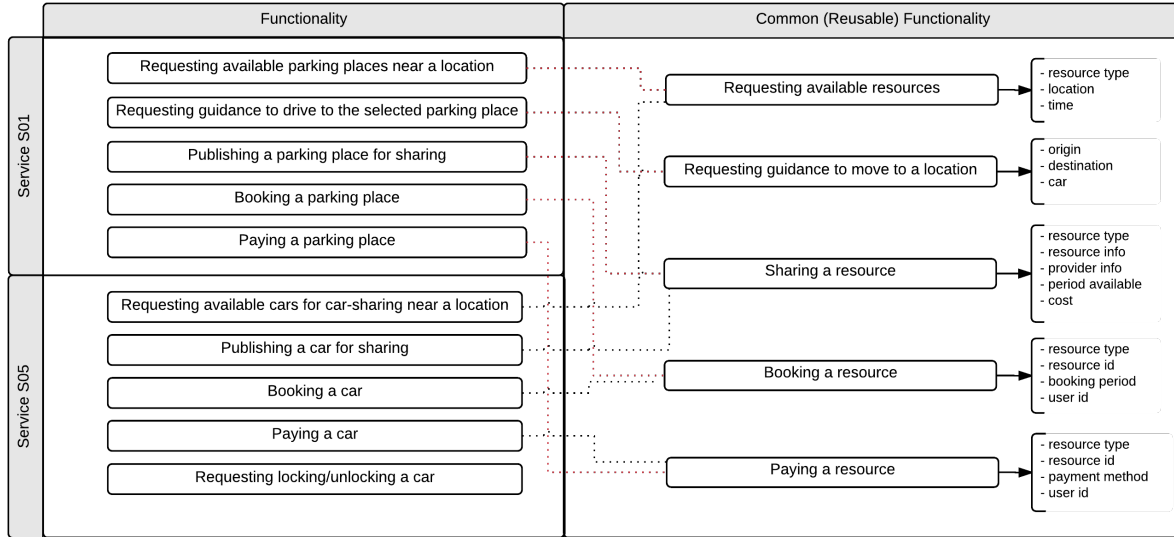 Functionality
Common (Reusable) Functionality
Service S01
Requesting available parking places near a location
Requesting guidance to drive to the selected parking place
Publishing a parking place for sharing
Booking a parking place
Paying a parking place
Service S05
Requesting available cars for car-sharing near a location
Publishing a car for sharing
Booking a car
Paying a car
Requesting locking/unlocking a car
Requesting available resources
- resource type
- location
- time
Requesting guidance to move to a location
- origin
- destination
- car
Sharing a resource
- resource type
- resource info
- provider info
- period available
- cost
Booking a resource
- resource type
- resource id
- booking period
- user id
Paying a resource
- resource type
- resource id
- payment method
- user id